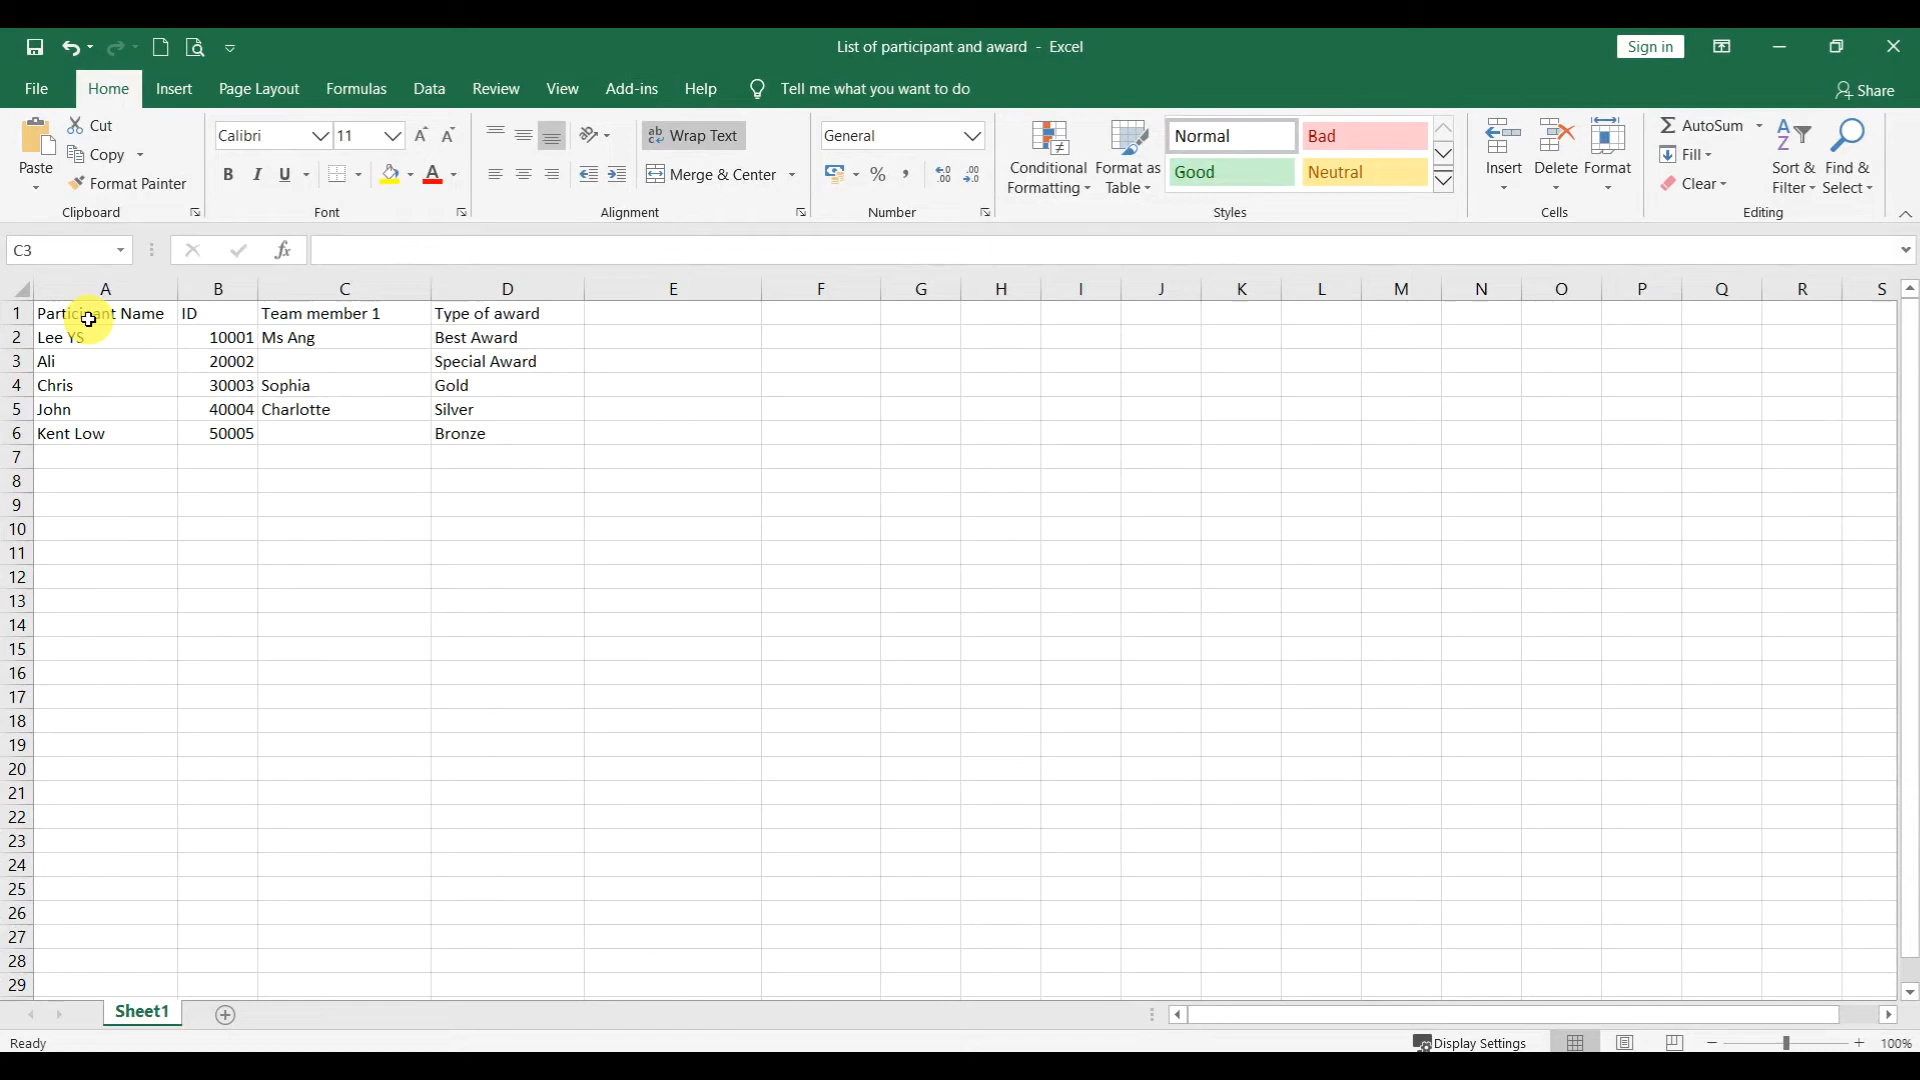 List of participant and award - Excel
Sign in
File Home Insert Page Layout Formulas Data Review View Add-ins Help Tell me what you want to do
Share
Paste
Cut
Copy
Format Painter
Clipboard
Calibri 11
B I U
Font
Wrap Text
Merge & Center
Alignment
General
% ,
Number
Conditional
Formatting
Format as
Table
Normal Bad
Good Neutral
Styles
Insert Delete Format
Cells
AutoSum
Fill
Clear
Sort &
Filter
Find &
Select
Editing
C3 fx
A B C D E F G H I J K L M N O P Q R S
1 Participant Name ID Team member 1 Type of award
2 Lee YS 10001 Ms Ang Best Award
3 Ali 20002 Special Award
4 Chris 30003 Sophia Gold
5 John 40004 Charlotte Silver
6 Kent Low 50005 Bronze
7
8
9
10
11
12
13
14
15
16
17
18
19
20
21
22
23
24
25
26
27
28
29
Sheet1
Ready Display Settings 100%